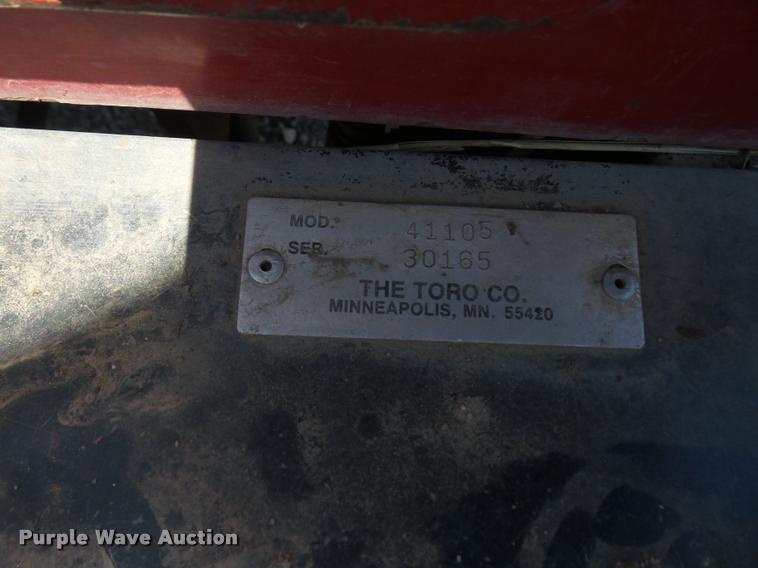 MOD. 41105
SER. 30165
THE TORO CO.
MINNEAPOLIS, MN. 55420
Purple Wave Auction